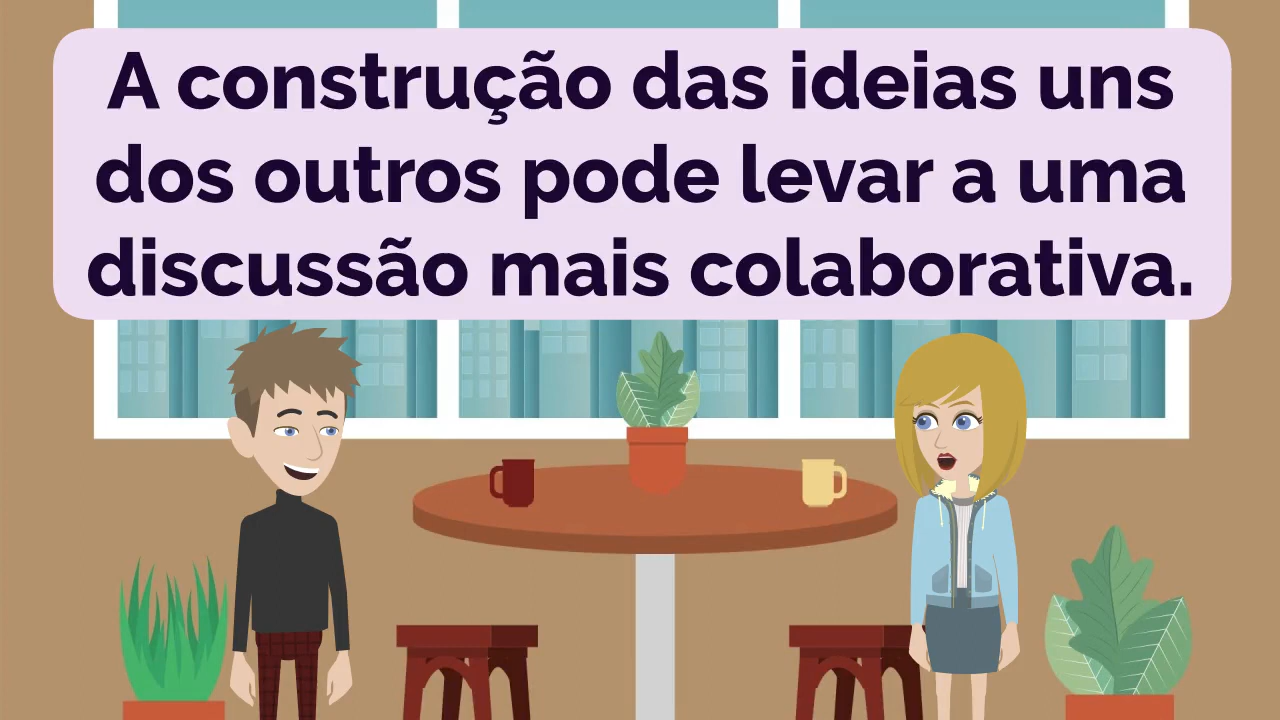 A construção das ideias uns
dos outros pode levar a uma
discussão mais colaborativa.